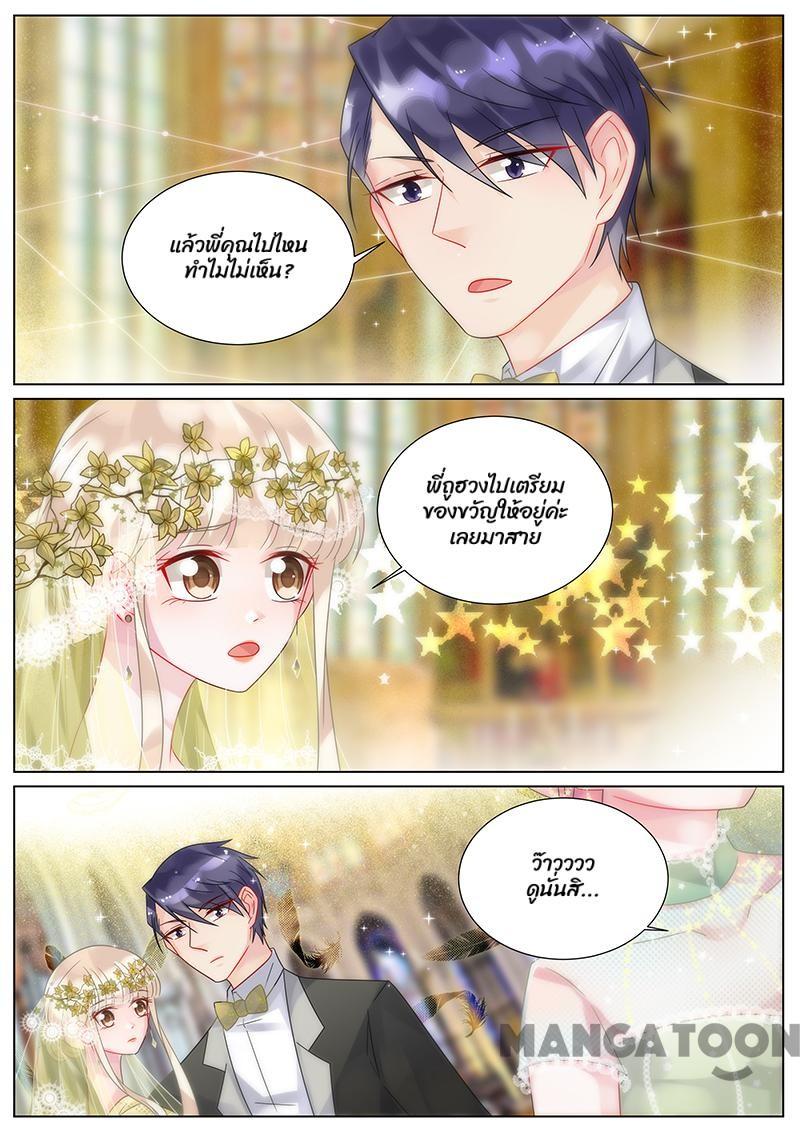 แล้วพี่คุณไปไหน
ทำไมไม่เห็น?
พี่ถูฮวงไปเตรียม
ของขวัญให้อยู่ค่ะ
เลยมาสาย
ว๊าวววว
ดูนั่นสิ...
MANGATOON